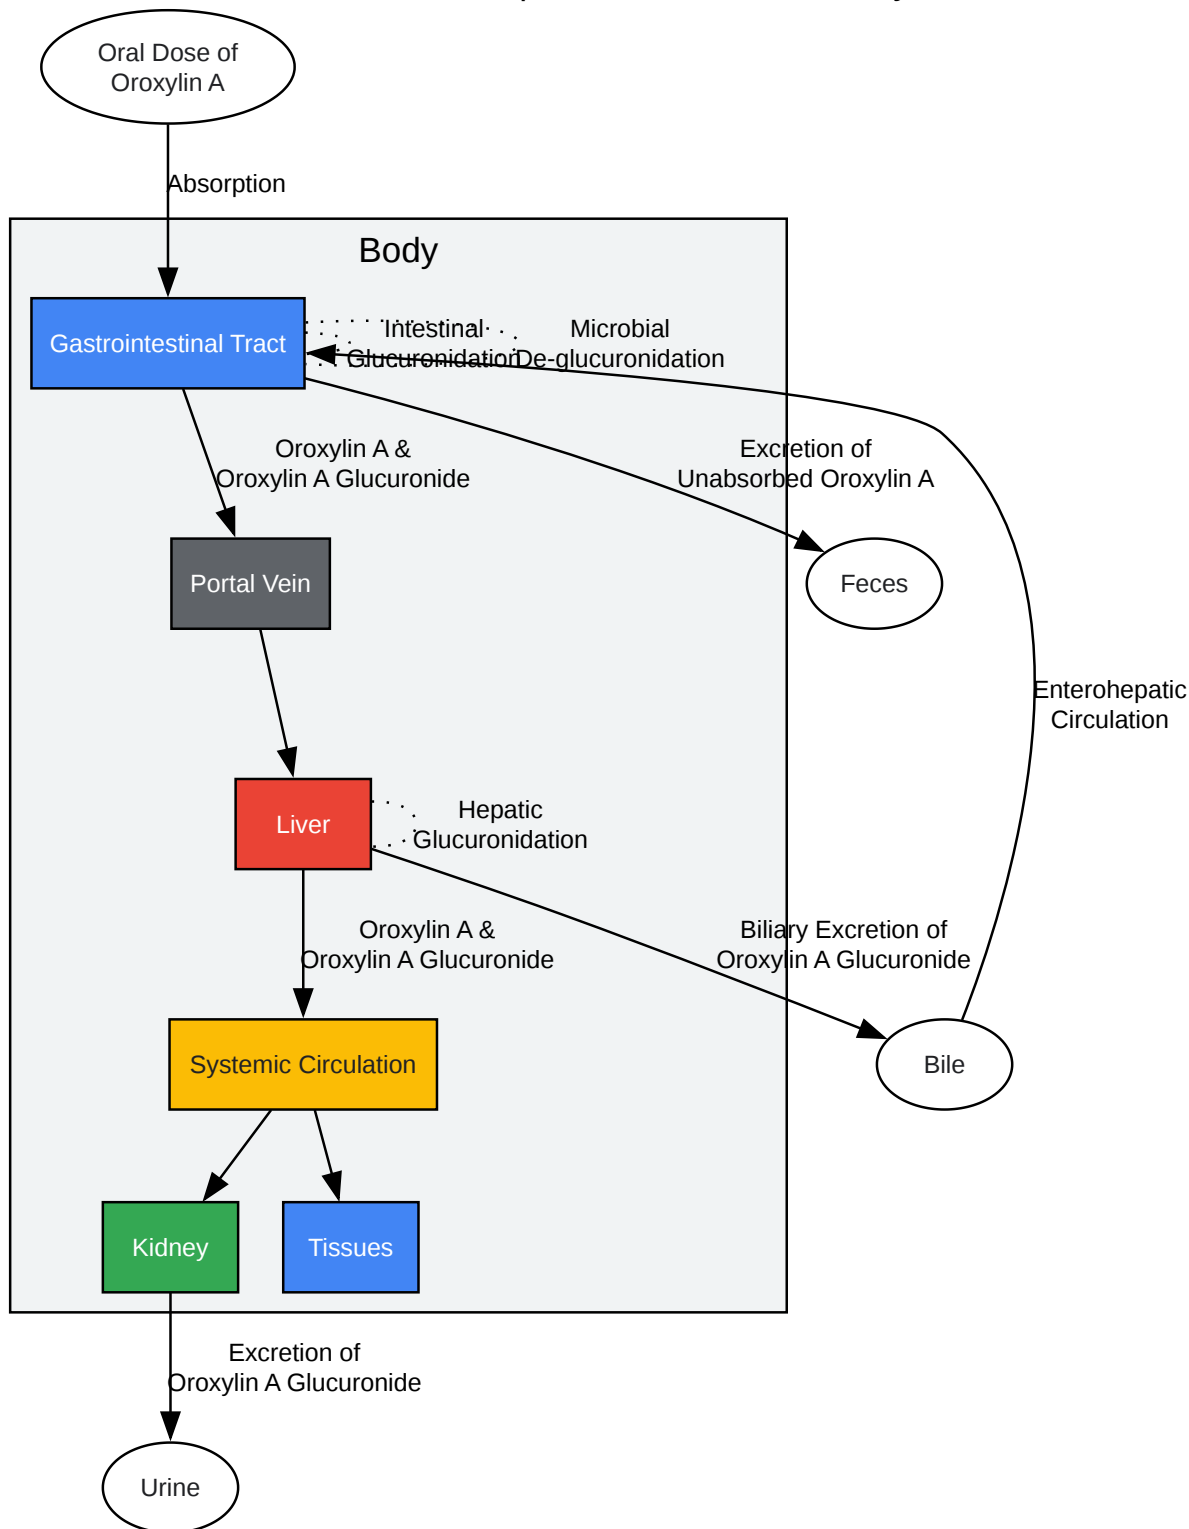 Oral Dose of
Oroxylin A
Absorption
Body
Gastrointestinal Tract
Intestinal
Glucuronidation
Microbial
De-glucuronidation
Oroxylin A &
Oroxylin A Glucuronide
Excretion of
Unabsorbed Oroxylin A
Portal Vein
Feces
Enterohepatic
Circulation
Liver
Hepatic
Glucuronidation
Oroxylin A &
Oroxylin A Glucuronide
Biliary Excretion of
Oroxylin A Glucuronide
Systemic Circulation
Bile
Kidney
Tissues
Excretion of
Oroxylin A Glucuronide
Urine